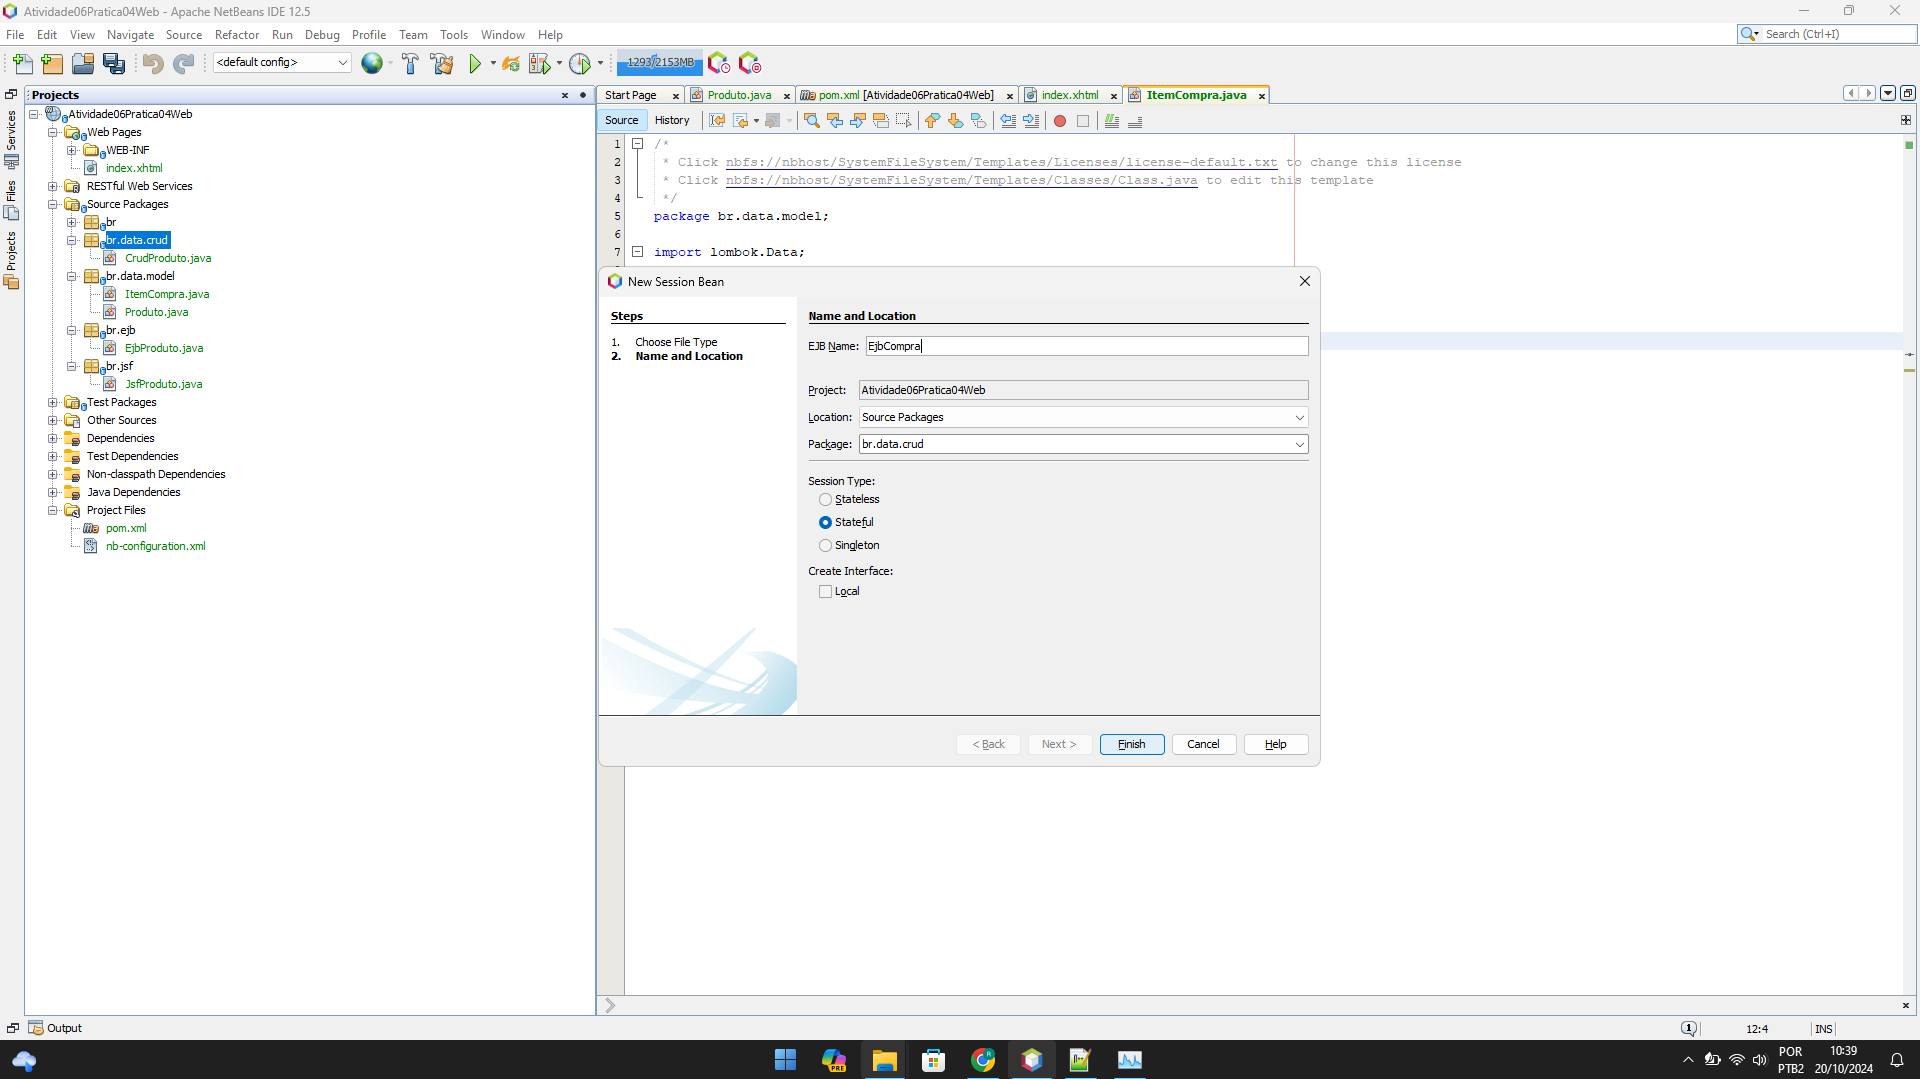 Atividade06Pratica04Web - Apache NetBeans IDE 12.5
File Edit View Navigate Source Refactor Run Debug Profile Team Tools Window Help
Search (Ctrl+I)
<default config>
1293/2153MB
Services
Files
Projects
Projects
Atividade06Pratica04Web
Web Pages
WEB-INF
index.xhtml
RESTful Web Services
Source Packages
br
br.data.crud
CrudProduto.java
br.data.model
ItemCompra.java
Produto.java
br.ejb
EjbProduto.java
br.jsf
JsfProduto.java
Test Packages
Other Sources
Dependencies
Test Dependencies
Non-classpath Dependencies
Java Dependencies
Project Files
pom.xml
nb-configuration.xml
Start Page Produto.java pom.xml [Atividade06Pratica04Web] index.xhtml ItemCompra.java
Source History
1 /*
2 * Click nbfs://nbhost/SystemFileSystem/Templates/Licenses/license-default.txt to change this license
3 * Click nbfs://nbhost/SystemFileSystem/Templates/Classes/Class.java to edit this template
4 */
5 package br.data.model;
6
7 import lombok.Data;
New Session Bean
Steps
1. Choose File Type
2. Name and Location
Name and Location
EJB Name: EjbCompra
Project: Atividade06Pratica04Web
Location: Source Packages
Package: br.data.crud
Session Type:
Stateless
Stateful
Singleton
Create Interface:
Local
< Back Next > Finish Cancel Help
Output
1 12:4 INS
PRE
POR
PTB2
10:39
20/10/2024